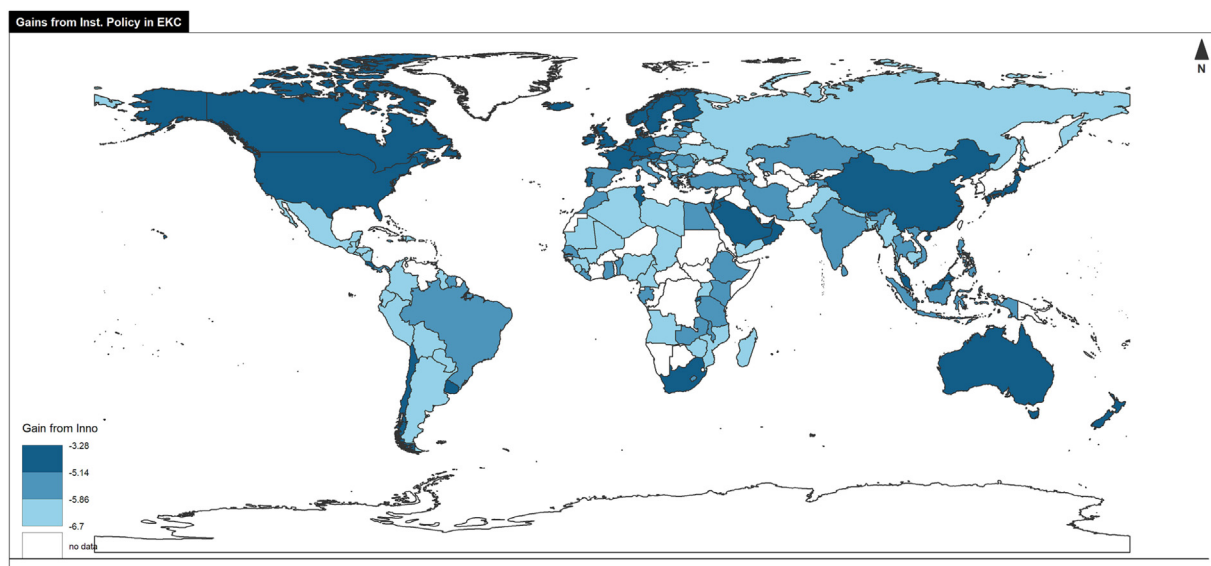 Gains from Inst. Policy in EKC
N
Gain from Inno
-3.28
-5.14
-5.86
-6.7
no data